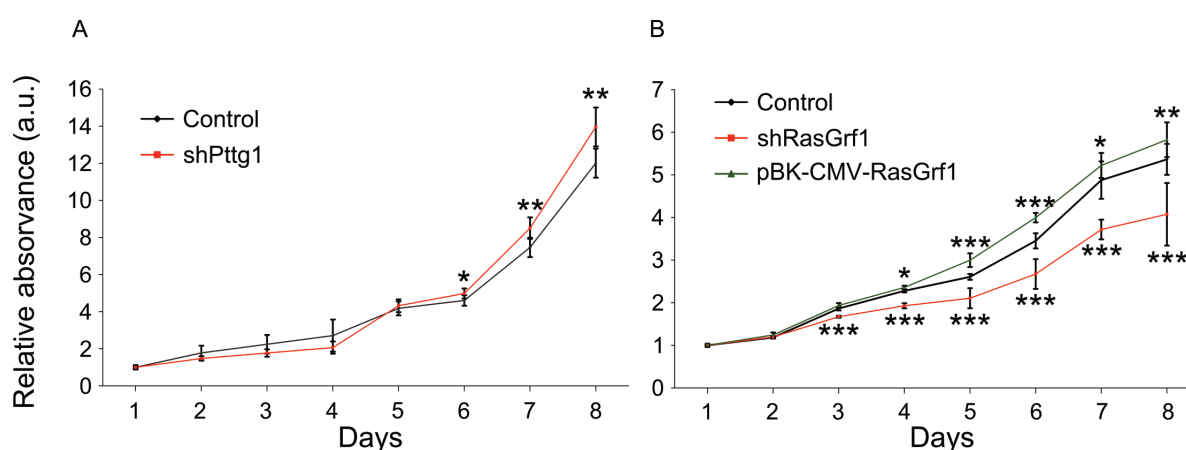 A
Relative absorvance (a.u.)
16
14
12
10
8
6
4
2
0
Control
shPttg1
*
**
**
1 2 3 4 5 6 7 8
Days
B
7
6
5
4
3
2
1
0
Control
shRasGrf1
pBK-CMV-RasGrf1
*
***
***
*
**
***
***
***
***
***
***
1 2 3 4 5 6 7 8
Days